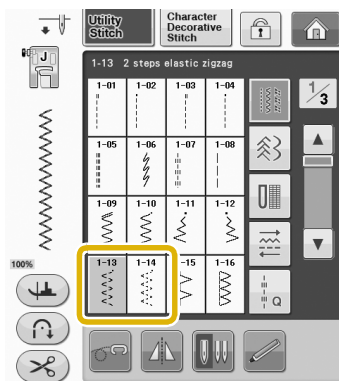 Utility
Stitch
Character
Decorative
Stitch
J
1-13 2 steps elastic zigzag
1/3
1-01 1-02 1-03 1-04
1-05 1-06 1-07 1-08
1-09 1-10 1-11 1-12
1-13 1-14 -15 1-16
100%
Q